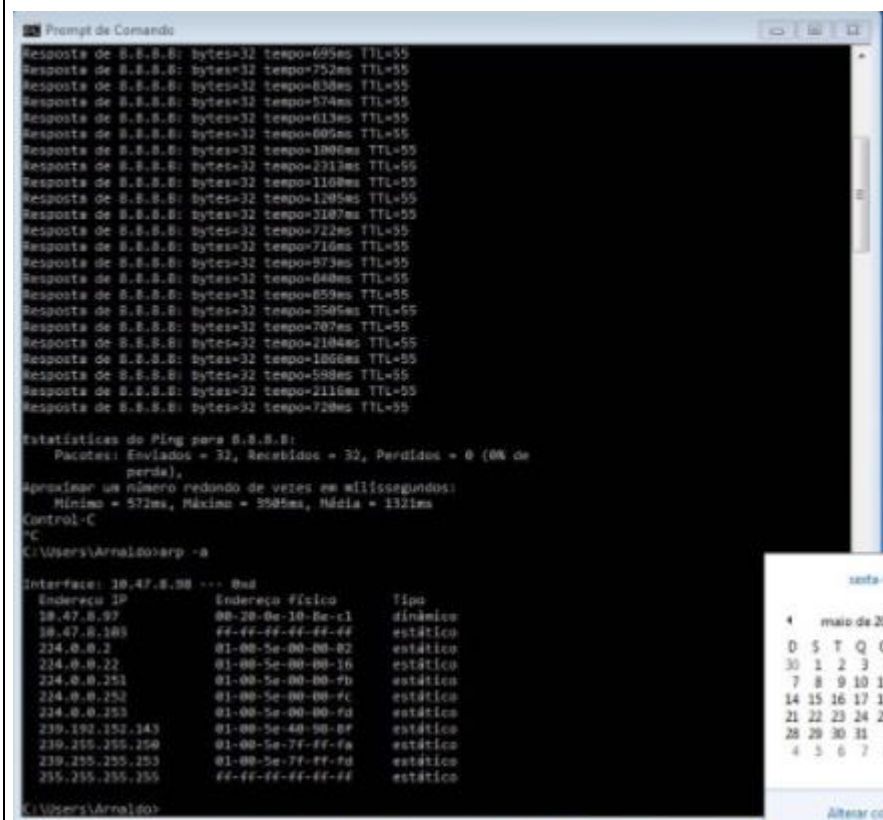 Prompt de Comando
Resposta de 8.8.8.8: bytes=32 tempo=695ms TTL=55
Resposta de 8.8.8.8: bytes=32 tempo=752ms TTL=55
Resposta de 8.8.8.8: bytes=32 tempo=838ms TTL=55
Resposta de 8.8.8.8: bytes=32 tempo=574ms TTL=55
Resposta de 8.8.8.8: bytes=32 tempo=613ms TTL=55
Resposta de 8.8.8.8: bytes=32 TTL=55
Resposta de 8.8.8.8: bytes=32 TTL=55
Resposta de 8.8.8.8: bytes=32 tempo=2313ms TTL=55
Resposta de 8.8.8.8: bytes=32 tempo=1160ms TTL=55
Resposta de 8.8.8.8: bytes=32 tempo=1205ms TTL=55
Resposta de 8.8.8.8: bytes=32 tempo=3107ms TTL=55
Resposta de 8.8.8.8: bytes=32 tempo=722ms TTL=55
Resposta de 8.8.8.8: bytes=32 tempo=716ms TTL=55
Resposta de 8.8.8.8: bytes=32 tempo=973ms TTL=55
Resposta de 8.8.8.8: bytes=32 tempo=840ms TTL=55
Resposta de 8.8.8.8: bytes=32 tempo=859ms TTL=55
Resposta de 8.8.8.8: bytes=32 tempo=3505ms TTL=55
Resposta de 8.8.8.8: bytes=32 tempo=707ms TTL=55
Resposta de 8.8.8.8: bytes=32 tempo=2104ms TTL=55
Resposta de 8.8.8.8: bytes=32 TTL=55
Resposta de 8.8.8.8: bytes=32 tempo=598ms TTL=55
Resposta de 8.8.8.8: bytes=32 tempo=2116ms TTL=55
Resposta de 8.8.8.8: bytes=32 tempo=720ms TTL=55
Estatísticas do Ping para 8.8.8.8:
Pacotes: Enviados = 32, Recebidos = 32, Perdidos = 0 (0% de
perda),
Aproximar um número redondo de vezes em milissegundos:
Mínimo = 572ms, Máximo = 3505ms, Média = 1321ms
Control-C
^C
C:\Users\Arnaldo>arp -a
Interface: 10.47.8.98 --- 0xd
Endereço IP Endereço físico Tipo
10.47.8.97 00-20-0e-10-8e-c1 dinâmico
10.47.8.103 ff-ff-ff-ff-ff-ff estático
224.0.0.2 01-00-5e-00-00-02 estático
224.0.0.22 01-00-5e-00-00-16 estático
224.0.0.251 01-00-5e-00-00-fb estático
224.0.0.252 01-00-5e-00-00-fc estático
224.0.0.253 01-00-5e-00-00-fd estático
239.192.152.143 01-00-5e-40-98-8f estático
239.255.255.250 01-00-5e-7f-ff-fa estático
239.255.255.253 01-00-5e-7f-ff-fd estático
255.255.255.255 ff-ff-ff-ff-ff-ff estático
C:\Users\Arnaldo>
sexta-
maio de 20
D S T Q Q
30 1 2 3
7 8 9 10 1
14 15 16 17 1
21 22 23 24 2
28 29 30 31
4 5 6 7
Alterar co